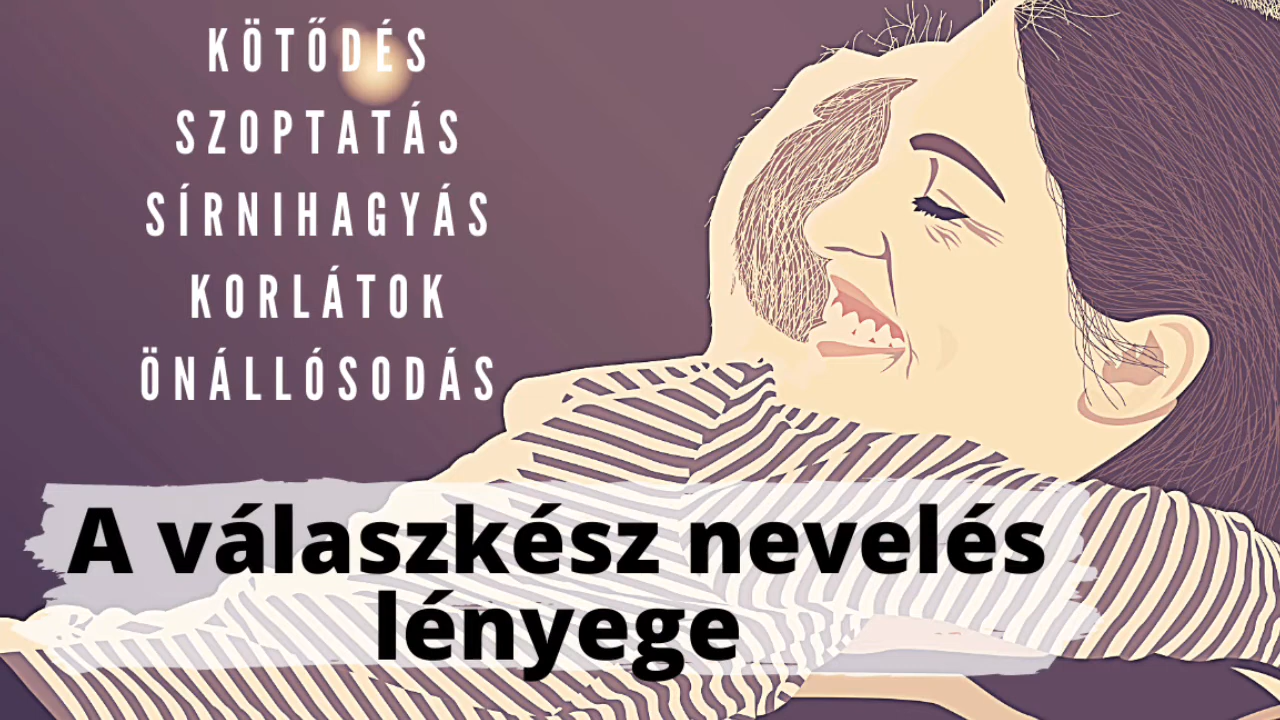 KÖTŐDÉS
SZOPTATÁS
SÍRNIHAGYÁS
KORLÁTOK
ÖNÁLLÓSODÁS
A válaszkész nevelés
lényege